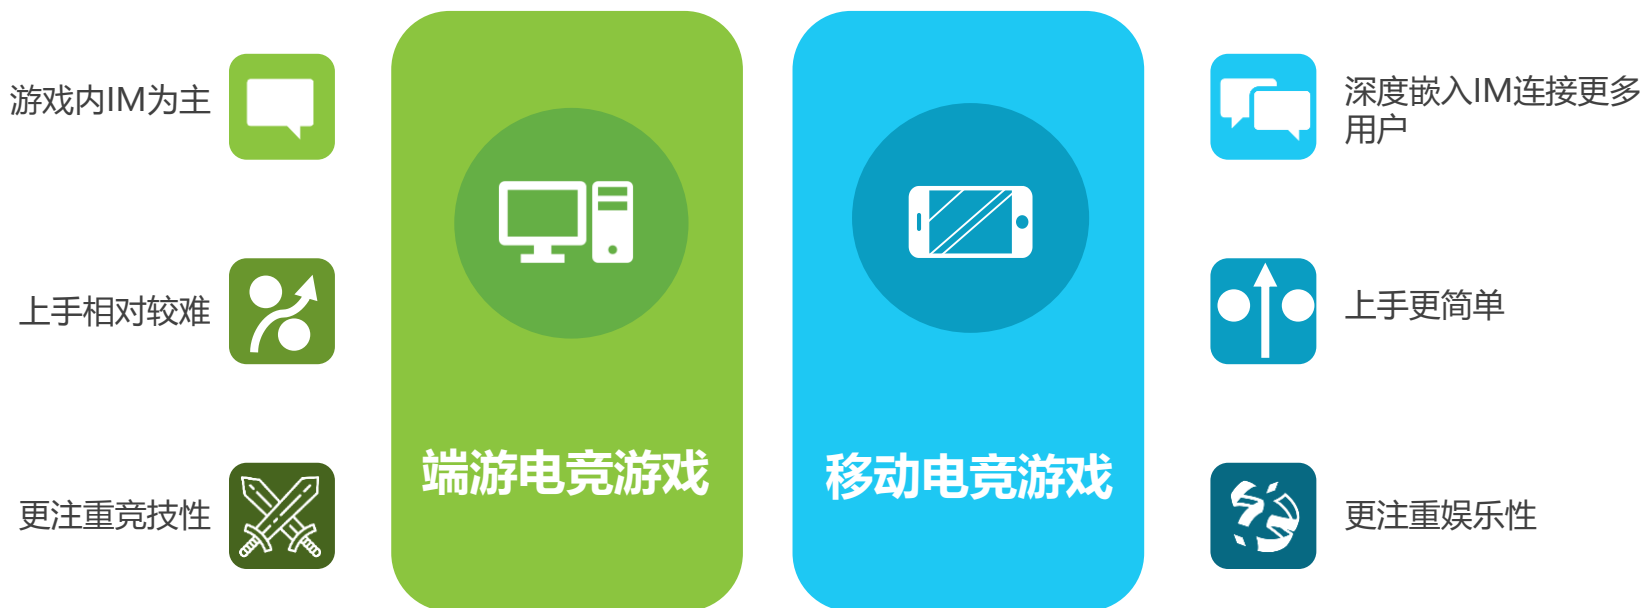 游戏内IM为主
上手相对较难
更注重竞技性
端游电竞游戏
移动电竞游戏
深度嵌入IM连接更多
用户
上手更简单
更注重娱乐性